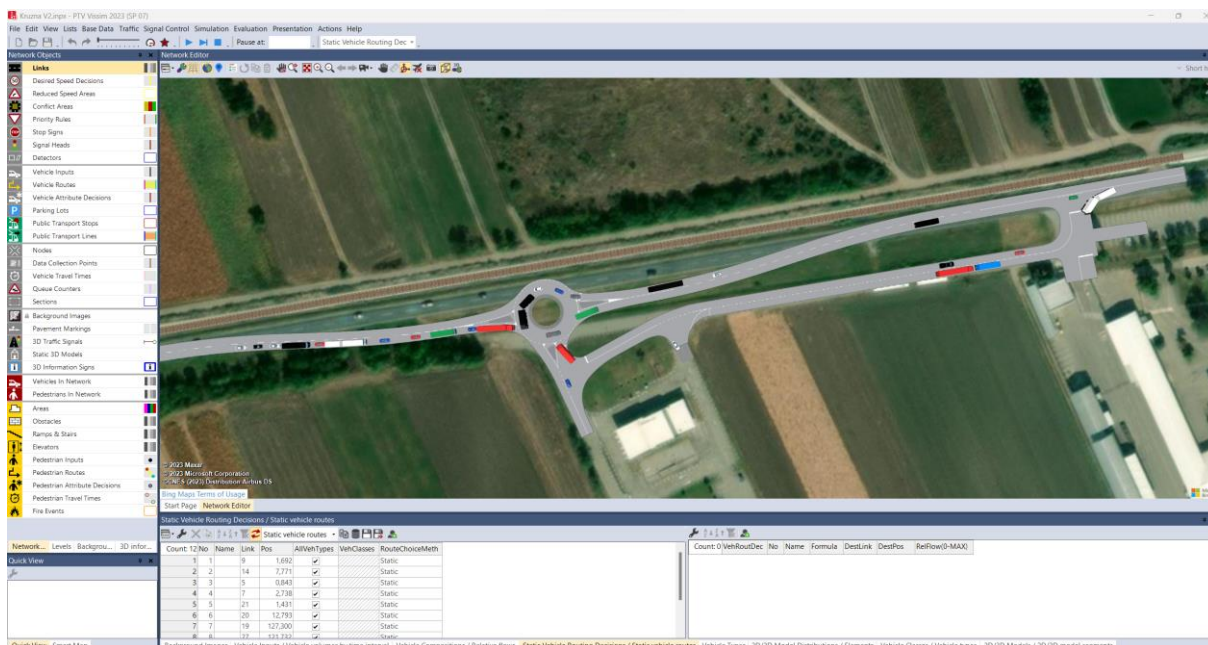 Kruzna V2.inpx - PTV Vissim 2023 (SP 07)
File Edit View Lists Base Data Traffic Signal Control Simulation Evaluation Presentation Actions Help
Pause at: Static Vehicle Routing Dec
Network Objects
Network Editor
Links
Desired Speed Decisions
Reduced Speed Areas
Conflict Areas
Priority Rules
Stop Signs
Signal Heads
Detectors
Vehicle Inputs
Vehicle Routes
Vehicle Attribute Decisions
Parking Lots
Public Transport Stops
Public Transport Lines
Nodes
Data Collection Points
Vehicle Travel Times
Queue Counters
Sections
Background Images
Pavement Markings
3D Traffic Signals
Static 3D Models
3D Information Signs
Vehicles In Network
Pedestrians In Network
Areas
Obstacles
Ramps & Stairs
Elevators
Pedestrian Inputs
Pedestrian Routes
Pedestrian Attribute Decisions
Pedestrian Travel Times
Fire Events
Network... Levels Backgrou... 3D infor...
Quick View
© 2023 Maxar
© 2023 Microsoft Corporation
©CNES (2023) Distribution Airbus DS
Bing Maps Terms of Usage
Start Page Network Editor
Static Vehicle Routing Decisions / Static vehicle routes
Static vehicle routes
Count: 12 No Name Link Pos AllVehTypes VehClasses RouteChoiceMeth
1 1 9 1,692 Static
2 2 14 7,771 Static
3 3 5 0,843 Static
4 4 7 2,738 Static
5 5 21 1,431 Static
6 6 20 12,793 Static
7 7 19 127,300 Static
Count: 0 VehRoutDec No Name Formula DestLink DestPos RelFlow(0-MAX)